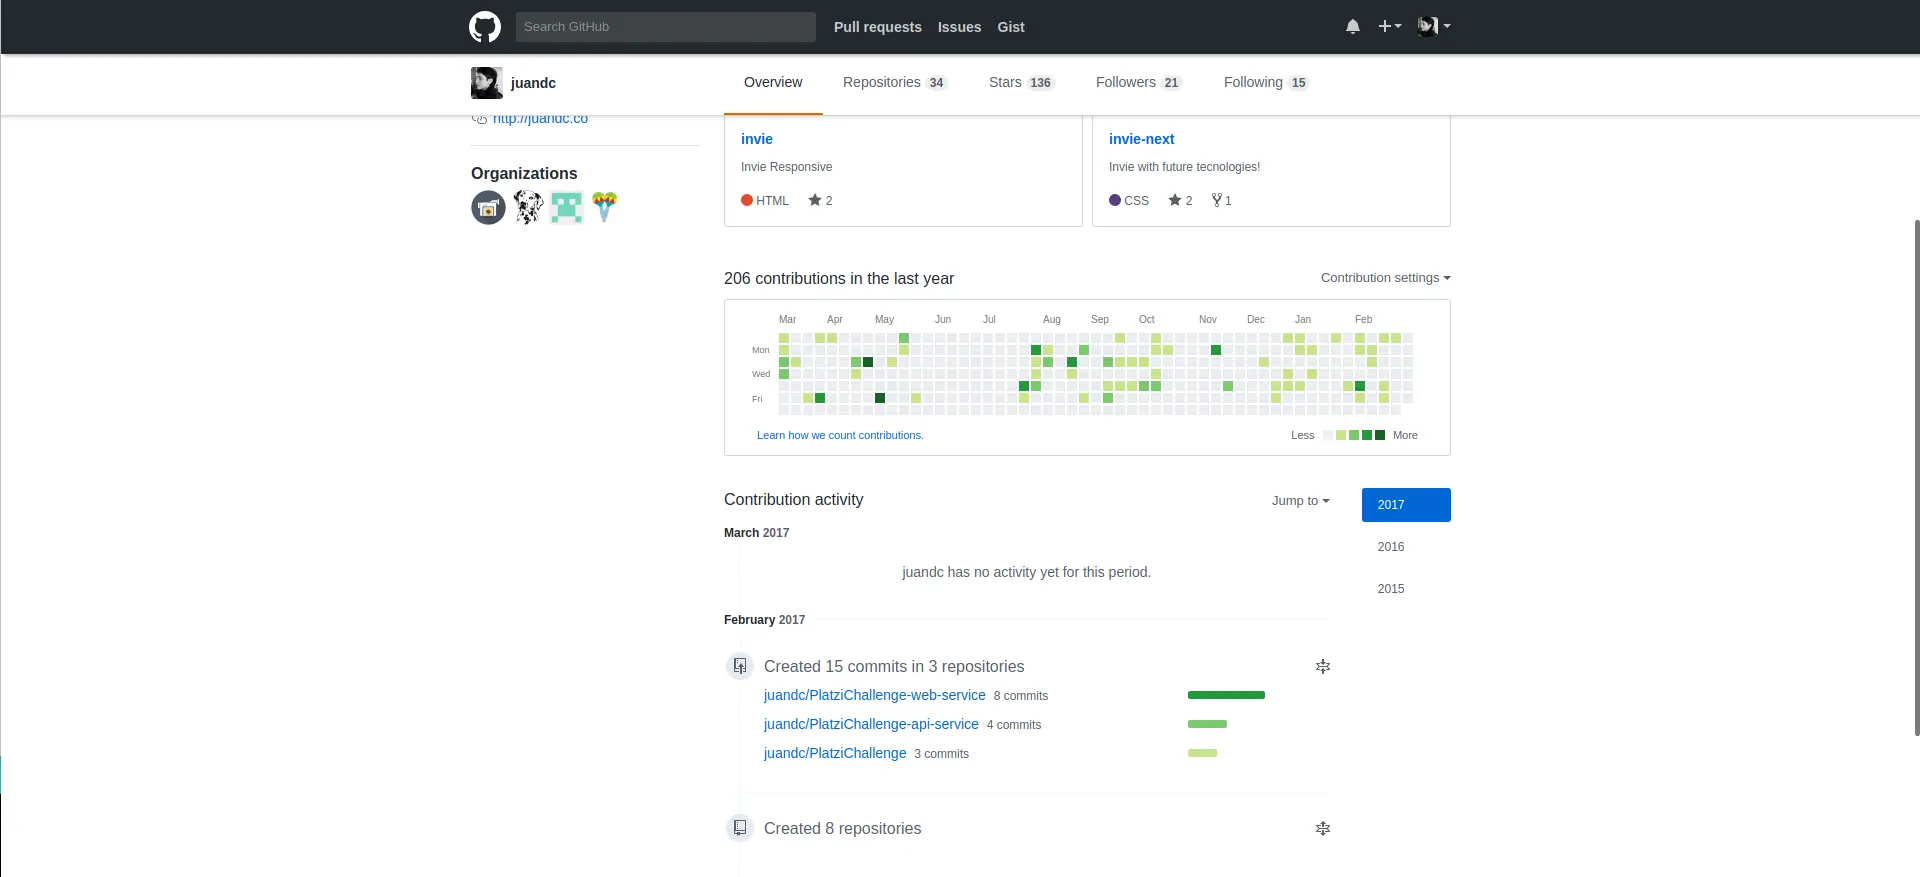 Search GitHub
Pull requests Issues Gist
juandc
Overview Repositories 34 Stars 136 Followers 21 Following 15
http://juandc.co
Organizations
invie
Invie Responsive
HTML 2
invie-next
Invie with future tecnologies!
CSS 2 1
206 contributions in the last year
Contribution settings
Mar Apr May Jun Jul Aug Sep Oct Nov Dec Jan Feb
Mon
Wed
Fri
Learn how we count contributions.
Less More
Contribution activity
Jump to
2017
2016
2015
March 2017
juandc has no activity yet for this period.
February 2017
Created 15 commits in 3 repositories
juandc/PlatziChallenge-web-service 8 commits
juandc/PlatziChallenge-api-service 4 commits
juandc/PlatziChallenge 3 commits
Created 8 repositories